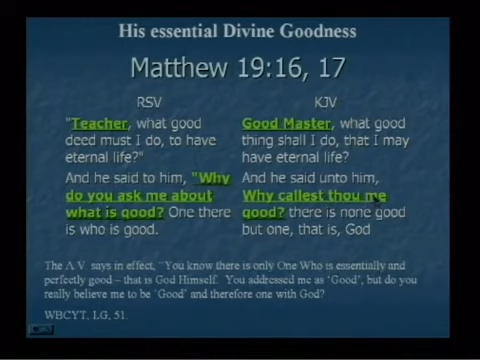 His essential Divine Goodness
Matthew 19:16, 17
RSV
"Teacher, what good
deed must I do, to have
eternal life?"
And he said to him, "Why
do you ask me about
what is good? One there
is who is good.
KJV
Good Master, what good
thing shall I do, that I may
have eternal life?
And he said unto him,
Why callest thou me
good? there is none good
but one, that is, God
The A.V. says in effect, "You know there is only One Who is essentially and
perfectly good – that is God Himself. You addressed me as 'Good', but do you
really believe me to be 'Good' and therefore one with God?
WBCYT, LG, 51.